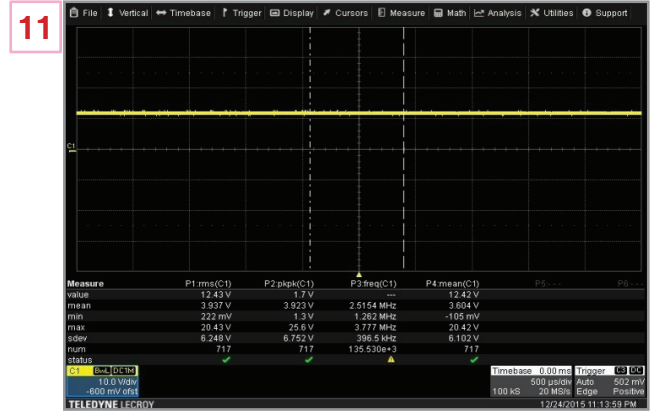 11
File Vertical Timebase Trigger Display Cursors Measure Math Analysis Utilities Support
C1
Measure P1:rms(C1) P2:pkpk(C1) P3:freq(C1) P4:mean(C1) P5:--- P6:---
value 12.43 V 1.7 V --- 12.42 V
mean 3.937 V 3.923 V 2.5154 MHz 3.604 V
min 222 mV 1.3 V 1.262 MHz -105 mV
max 20.43 V 25.6 V 3.777 MHz 20.42 V
sdev 6.248 V 6.752 V 396.5 kHz 6.102 V
num 717 717 135.530e+3 717
status
C1 BwL DC1M Timebase 0.00 ms Trigger C3 DC
10.0 V/div 500 µs/div Auto 502 mV
-600 mV ofst 100 kS 20 MS/s Edge Positive
TELEDYNE LECROY 12/24/2015 11:13:59 PM